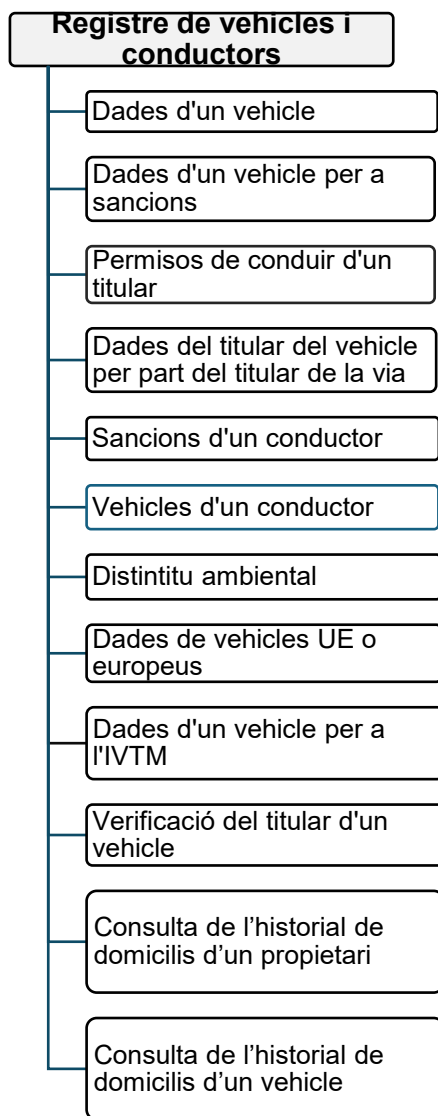 Registre de vehicles i
conductors
Dades d'un vehicle
Dades d'un vehicle per a
sancions
Permisos de conduir d'un
titular
Dades del titular del vehicle
per part del titular de la via
Sancions d'un conductor
Vehicles d'un conductor
Distintitu ambiental
Dades de vehicles UE o
europeus
Dades d'un vehicle per a
l'IVTM
Verificació del titular d'un
vehicle
Consulta de l’historial de
domicilis d’un propietari
Consulta de l’historial de
domicilis d’un vehicle